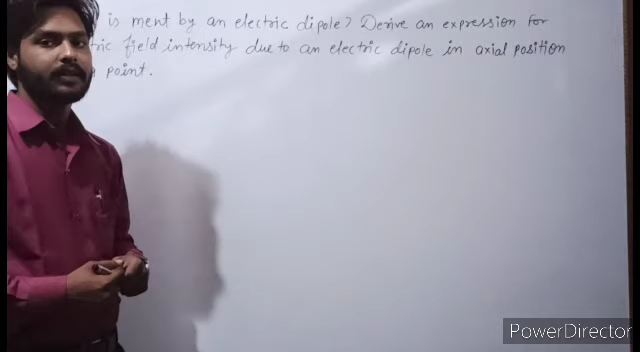 is ment by an electric dipole? Derive an expression for
tric field intensity due to an electric dipole in axial position
point.
PowerDirector